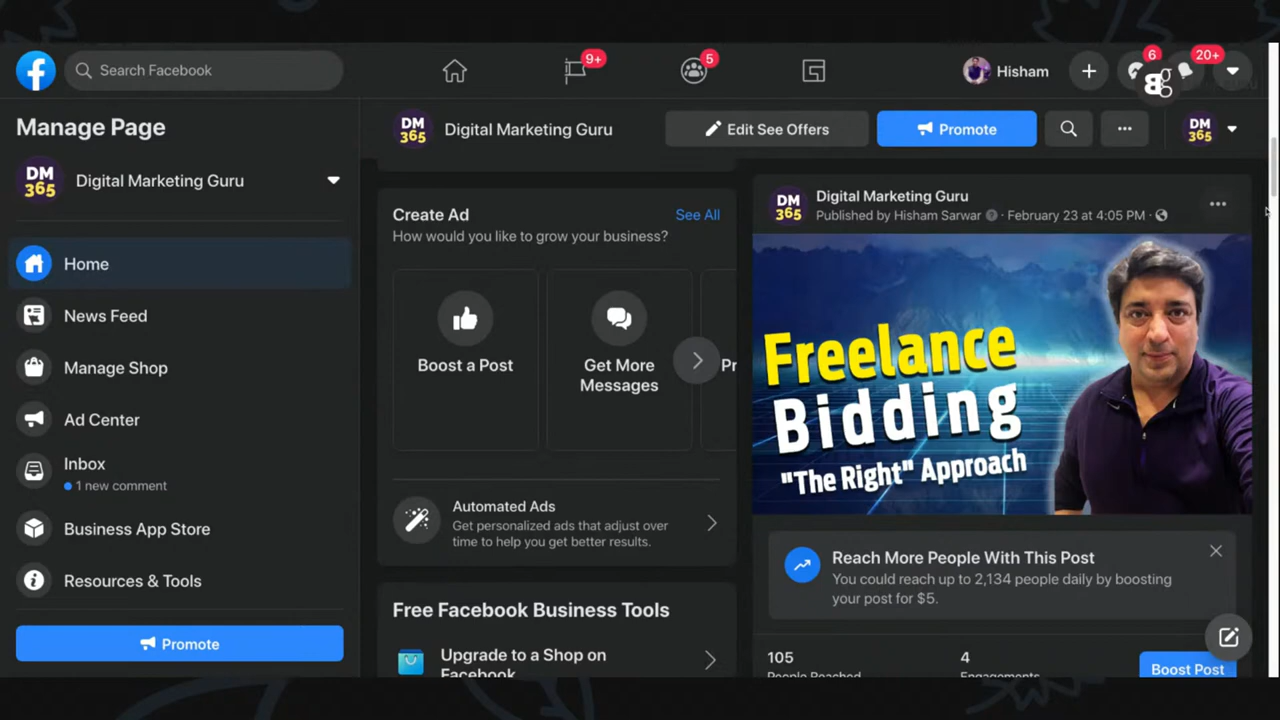 Search Facebook
9+
5
Hisham
6
20+
Manage Page
DM
365
Digital Marketing Guru
Home
News Feed
Manage Shop
Ad Center
Inbox
1 new comment
Business App Store
Resources & Tools
Promote
DM
365
Digital Marketing Guru
Edit See Offers
Promote
DM
365
Create Ad
See All
How would you like to grow your business?
Boost a Post
Get More
Messages
Pr
Automated Ads
Get personalized ads that adjust over
time to help you get better results.
Free Facebook Business Tools
Upgrade to a Shop on
Facebook
DM
365
Digital Marketing Guru
Published by Hisham Sarwar · February 23 at 4:05 PM ·
Freelance
Bidding
"The Right" Approach
Reach More People With This Post
You could reach up to 2,134 people daily by boosting
your post for $5.
105
People Reached
4
Engagements
Boost Post